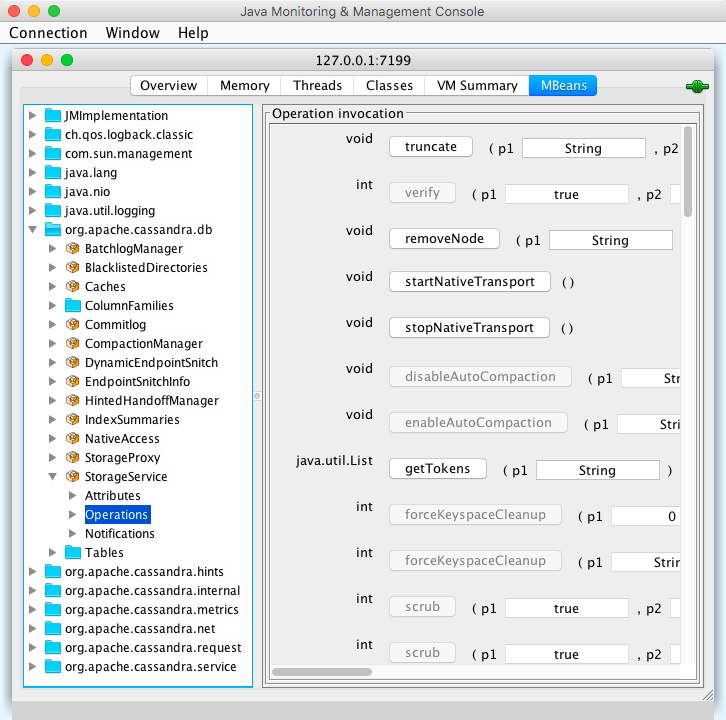 Java Monitoring & Management Console
Connection Window Help
127.0.0.1:7199
Overview Memory Threads Classes VM Summary MBeans
JMImplementation
ch.qos.logback.classic
com.sun.management
java.lang
java.nio
java.util.logging
org.apache.cassandra.db
BatchlogManager
BlacklistedDirectories
Caches
ColumnFamilies
Commitlog
CompactionManager
DynamicEndpointSnitch
EndpointSnitchInfo
HintedHandoffManager
IndexSummaries
NativeAccess
StorageProxy
StorageService
Attributes
Operations
Notifications
Tables
org.apache.cassandra.hints
org.apache.cassandra.internal
org.apache.cassandra.metrics
org.apache.cassandra.net
org.apache.cassandra.request
org.apache.cassandra.service
Operation invocation
void truncate ( p1 String , p2
int verify ( p1 true , p2
void removeNode ( p1 String
void startNativeTransport ( )
void stopNativeTransport ( )
void disableAutoCompaction ( p1 Str
void enableAutoCompaction ( p1 Stri
java.util.List getTokens ( p1 String )
int forceKeyspaceCleanup ( p1 0
int forceKeyspaceCleanup ( p1 Strin
int scrub ( p1 true , p2
int scrub ( p1 true , p2